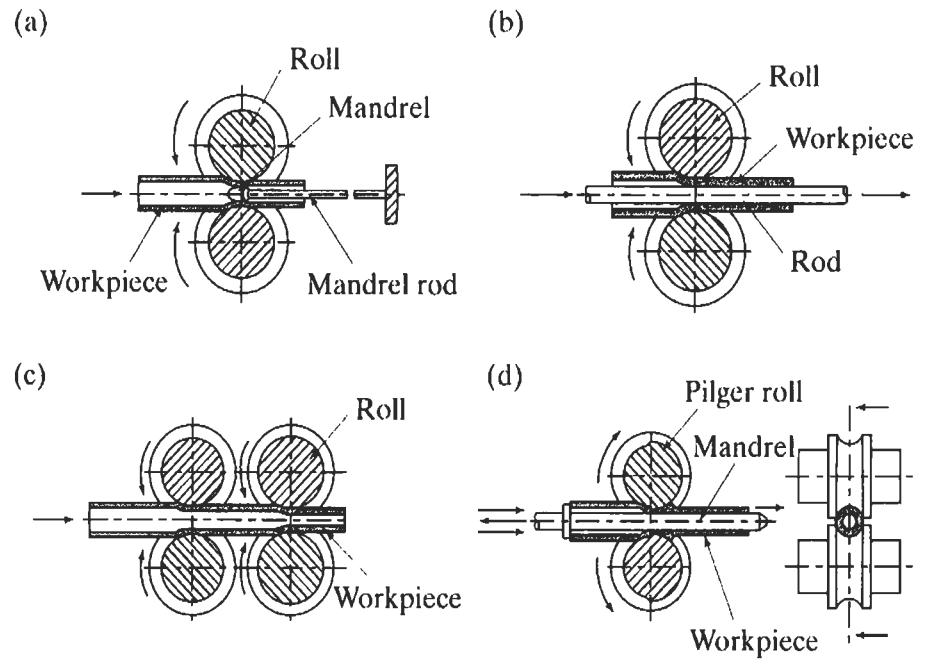 (a)
Roll
Mandrel
Workpiece
Mandrel rod
(b)
Roll
Workpiece
Rod
(c)
Roll
Workpiece
(d)
Pilger roll
Mandrel
Workpiece